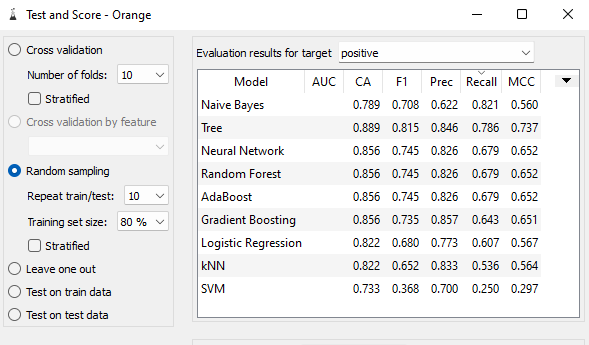 Test and Score - Orange
Cross validation
Number of folds: 10
Stratified
Cross validation by feature
Random sampling
Repeat train/test: 10
Training set size: 80 %
Stratified
Leave one out
Test on train data
Test on test data
Evaluation results for target positive
Model AUC CA F1 Prec Recall MCC
Naive Bayes 0.789 0.708 0.622 0.821 0.560
Tree 0.889 0.815 0.846 0.786 0.737
Neural Network 0.856 0.745 0.826 0.679 0.652
Random Forest 0.856 0.745 0.826 0.679 0.652
AdaBoost 0.856 0.745 0.826 0.679 0.652
Gradient Boosting 0.856 0.735 0.857 0.643 0.651
Logistic Regression 0.822 0.680 0.773 0.607 0.567
kNN 0.822 0.652 0.833 0.536 0.564
SVM 0.733 0.368 0.700 0.250 0.297